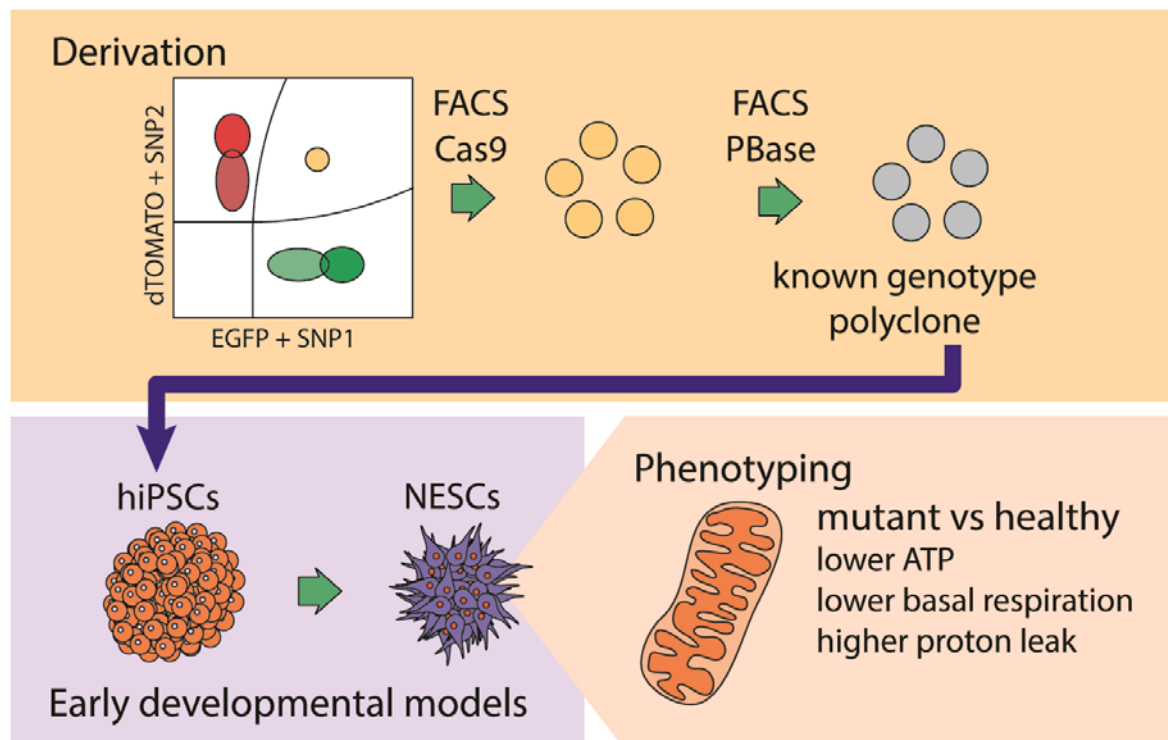 Derivation
dTOMATO + SNP2
EGFP + SNP1
FACS
Cas9
FACS
PBase
known genotype
polyclone
hiPSCs
NESCs
Early developmental models
Phenotyping
mutant vs healthy
lower ATP
lower basal respiration
higher proton leak